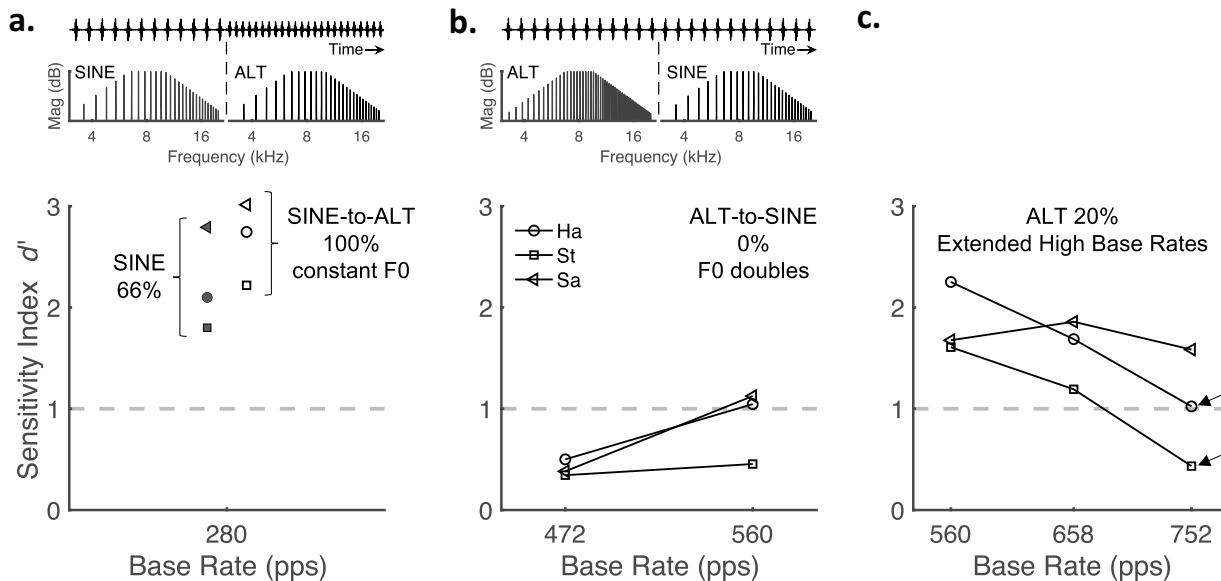 a.
Time
SINE
ALT
Mag (dB)
4
8
16
4
8
16
Frequency (kHz)
3
2
1
0
Sensitivity Index d'
SINE
66%
SINE-to-ALT
100%
constant F0
280
Base Rate (pps)
b.
Time
ALT
SINE
Mag (dB)
4
8
16
4
8
16
Frequency (kHz)
3
2
1
0
Ha
St
Sa
ALT-to-SINE
0%
F0 doubles
472
560
Base Rate (pps)
c.
3
2
1
0
ALT 20%
Extended High Base Rates
560
658
752
Base Rate (pps)